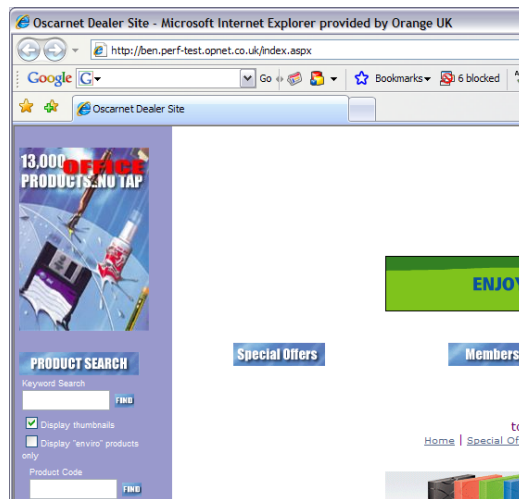 Oscarnet Dealer Site - Microsoft Internet Explorer provided by Orange UK
http://ben.perf-test.opnet.co.uk/index.aspx
Google G Go Bookmarks 6 blocked
Oscarnet Dealer Site
13,000 OFFICE
PRODUCTS..NU TAP
ENJOY
Special Offers Members
PRODUCT SEARCH
Keyword Search
FIND
Display thumbnails
Display "enviro" products
only
Product Code
FIND
to
Home | Special Of